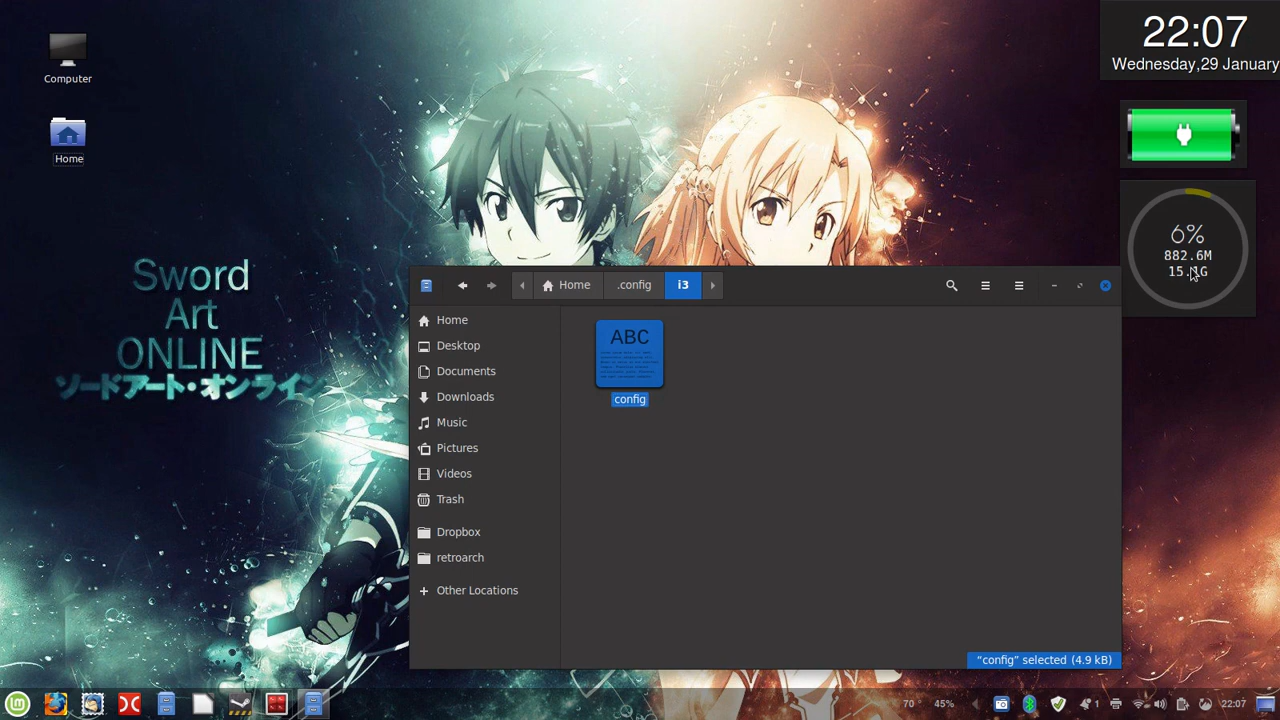 22:07
Wednesday,29 January
Computer
Home
6%
882.6M
Sword
Art
ONLINE
ソードアート・オンライン
Home
.config
i3
Home
Desktop
Documents
Downloads
Music
Pictures
Videos
Trash
Dropbox
retroarch
Other Locations
ABC
config
"config" selected (4.9 kB)
70 °
45%
1
22:07